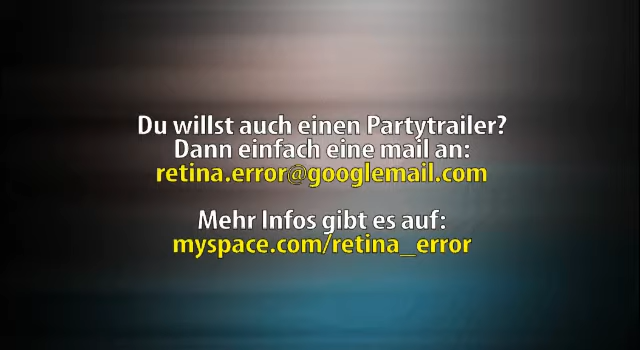 Du willst auch einen Partytrailer?
Dann einfach eine mail an:
retina.error@googlemail.com
Mehr Infos gibt es auf:
myspace.com/retina_error